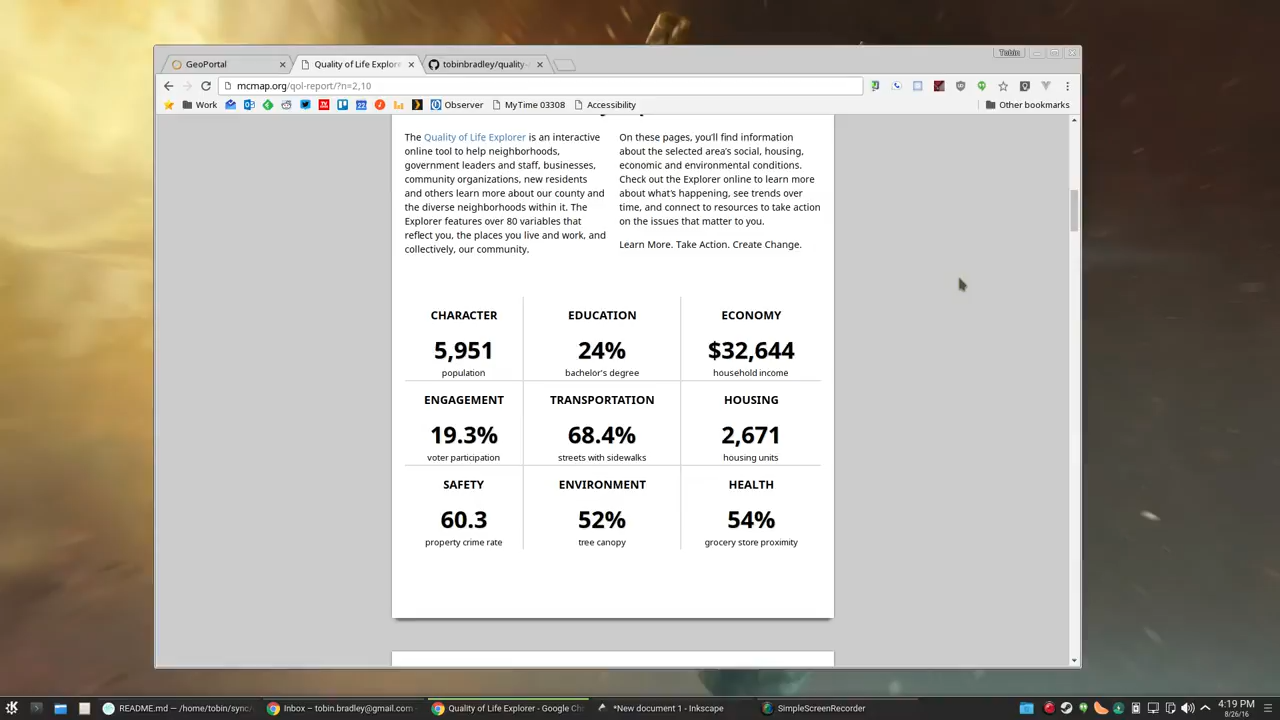 Tobin
GeoPortal
Quality of Life Explore
tobinbradley/quality-
mcmap.org/qol-report/?n=2,10
Work
Observer
MyTime 03308
Accessibility
Other bookmarks
The Quality of Life Explorer is an interactive
online tool to help neighborhoods,
government leaders and staff, businesses,
community organizations, new residents
and others learn more about our county and
the diverse neighborhoods within it. The
Explorer features over 80 variables that
reflect you, the places you live and work, and
collectively, our community.
On these pages, you'll find information
about the selected area's social, housing,
economic and environmental conditions.
Check out the Explorer online to learn more
about what's happening, see trends over
time, and connect to resources to take action
on the issues that matter to you.
Learn More. Take Action. Create Change.
CHARACTER
5,951
population
EDUCATION
24%
bachelor's degree
ECONOMY
$32,644
household income
ENGAGEMENT
19.3%
voter participation
TRANSPORTATION
68.4%
streets with sidewalks
HOUSING
2,671
housing units
SAFETY
60.3
property crime rate
ENVIRONMENT
52%
tree canopy
HEALTH
54%
grocery store proximity
README.md — /home/tobin/sync/
Inbox – tobin.bradley@gmail.com
Quality of Life Explorer - Google Ch
*New document 1 - Inkscape
SimpleScreenRecorder
4:19 PM
8/26/16